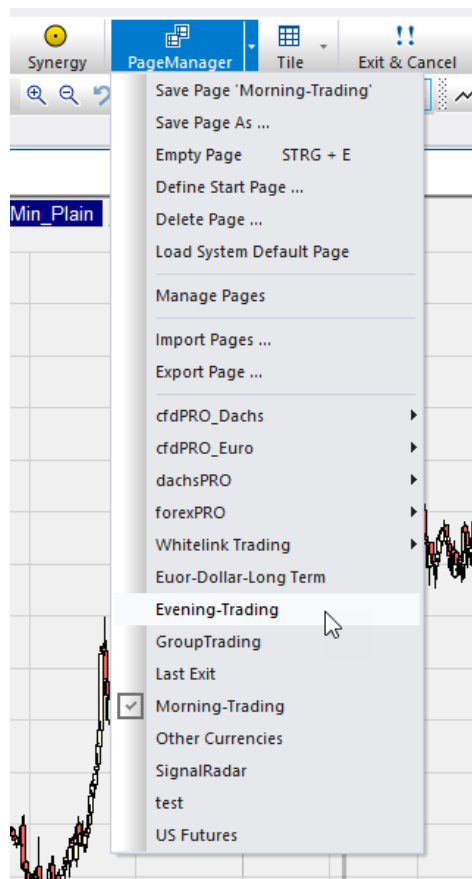 Synergy
PageManager
Tile
Exit & Cancel
Save Page 'Morning-Trading'
Save Page As ...
Empty Page STRG + E
Define Start Page ...
Min_Plain
Delete Page ...
Load System Default Page
Manage Pages
Import Pages ...
Export Page ...
cfdPRO_Dachs
cfdPRO_Euro
dachsPRO
forexPRO
Whitelink Trading
Euor-Dollar-Long Term
Evening-Trading
GroupTrading
Last Exit
Morning-Trading
Other Currencies
SignalRadar
test
US Futures